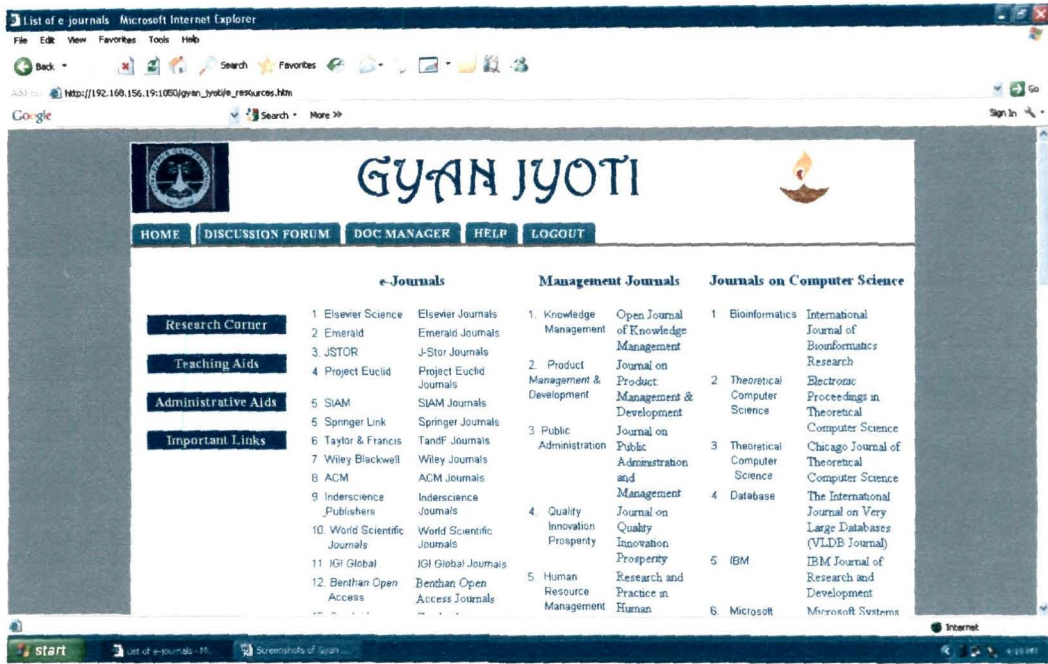 List of e journals Microsoft Internet Explorer
File Edit View Favorites Tools Help
Back Search Favorites
http://192.168.156.19:1080/gyan_jyoti/e_resources.htm Go
Google Search More >> Sign In
GYAN JYOTI
HOME DISCUSSION FORUM DOC MANAGER HELP LOGOUT
Research Corner
Teaching Aids
Administrative Aids
Important Links
e-Journals
1 Elsevier Science Elsevier Journals
2 Emerald Emerald Journals
3. JSTOR J-Stor Journals
4 Project Euclid Project Euclid
Journals
5 SIAM SIAM Journals
5 Springer Link Springer Journals
6 Taylor & Francis TandF Journals
7 Wiley Blackwell Wiley Journals
8 ACM ACM Journals
9 Inderscience Inderscience
Publishers Journals
10. World Scientific World Scientific
Journals Journals
11 IGI Global IGI Global Journals
12. Benthan Open Benthan Open
Access Access Journals
Management Journals
1. Knowledge Open Journal
Management of Knowledge
Management
2. Product Journal on
Management & Product
Development Management &
Development
3 Public Journal on
Administration Public
Administration
and
Management
4. Quality Journal on
Innovation Quality
Prosperity Innovation
Prosperity
5. Human Research and
Resource Practice in
Management Human
Journals on Computer Science
1 Bioinformatics International
Journal of
Bioinformatics
Research
2 Theoretical Electronic
Computer Proceedings in
Science Theoretical
Computer Science
3 Theoretical Chicago Journal of
Computer Theoretical
Science Computer Science
4 Database The International
Journal on Very
Large Databases
(VLDB Journal)
5 IBM IBM Journal of
Research and
Development
6. Microsoft Microsoft Systems
Internet
start List of e-journals - M... Screenshots of Gyan ...